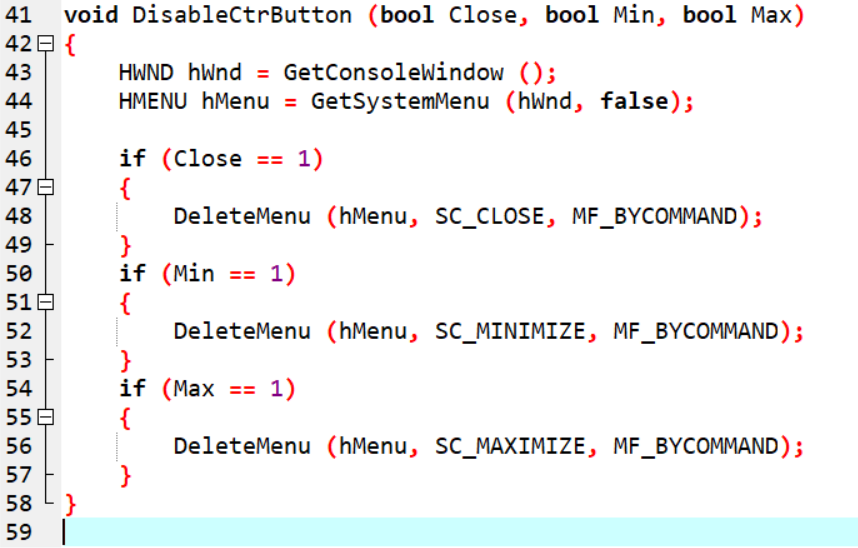 41 void DisableCtrButton (bool Close, bool Min, bool Max)
42 {
43     HWND hWnd = GetConsoleWindow ();
44     HMENU hMenu = GetSystemMenu (hWnd, false);
45
46     if (Close == 1)
47     {
48         DeleteMenu (hMenu, SC_CLOSE, MF_BYCOMMAND);
49     }
50     if (Min == 1)
51     {
52         DeleteMenu (hMenu, SC_MINIMIZE, MF_BYCOMMAND);
53     }
54     if (Max == 1)
55     {
56         DeleteMenu (hMenu, SC_MAXIMIZE, MF_BYCOMMAND);
57     }
58 }
59